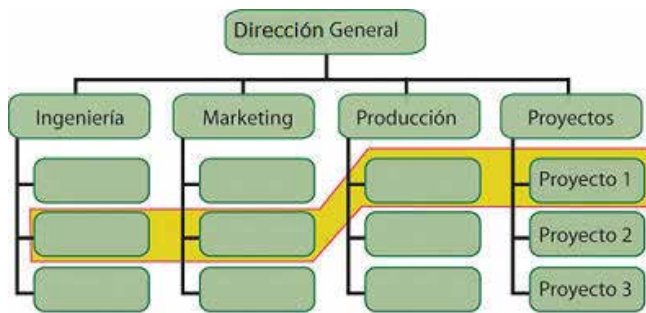 Dirección General
Ingeniería
Marketing
Producción
Proyectos
Proyecto 1
Proyecto 2
Proyecto 3